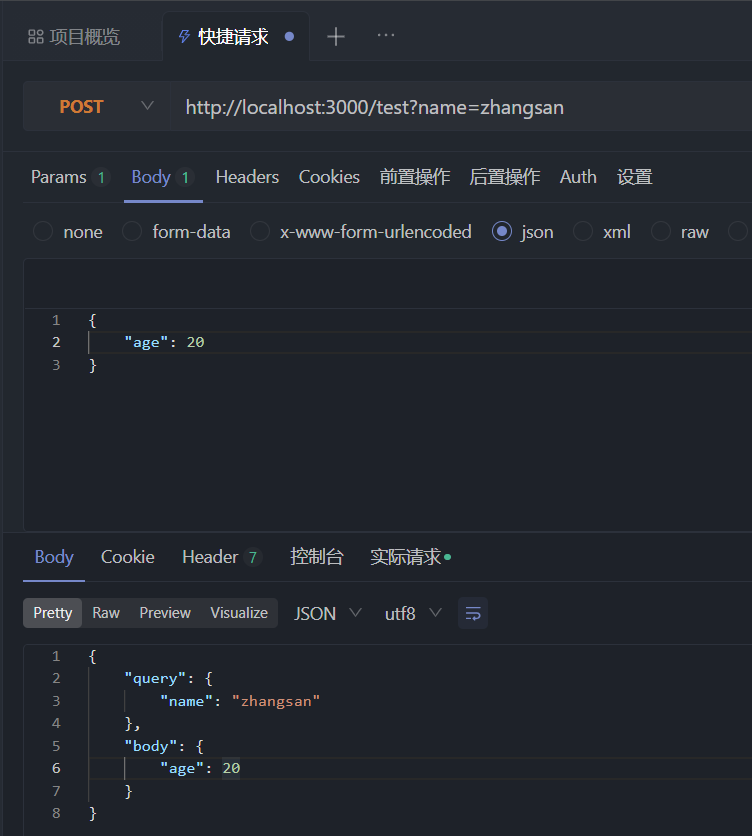 项目概览 快捷请求 ...
POST http://localhost:3000/test?name=zhangsan
Params 1 Body 1 Headers Cookies 前置操作 后置操作 Auth 设置
none form-data x-www-form-urlencoded json xml raw
1 {
2 "age": 20
3 }
Body Cookie Header 7 控制台 实际请求
Pretty Raw Preview Visualize JSON utf8
1 {
2 "query": {
3 "name": "zhangsan"
4 },
5 "body": {
6 "age": 20
7 }
8 }